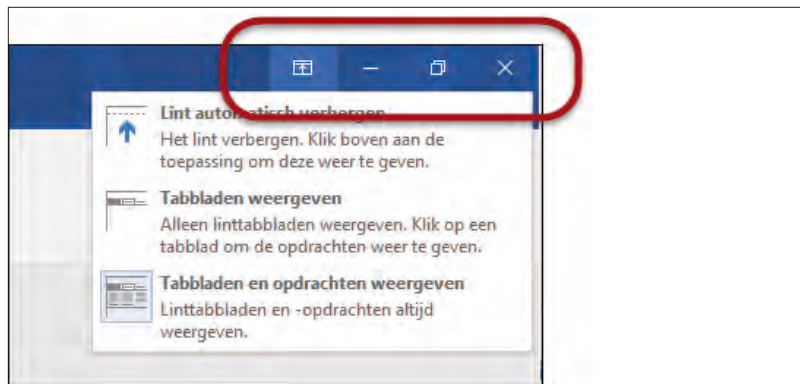 Lint automatisch verbergen
Het lint verbergen. Klik boven aan de
toepassing om deze weer te geven.
Tabbladen weergeven
Alleen linttabbladen weergeven. Klik op een
tabblad om de opdrachten weer te geven.
Tabbladen en opdrachten weergeven
Linttabbladen en -opdrachten altijd
weergeven.